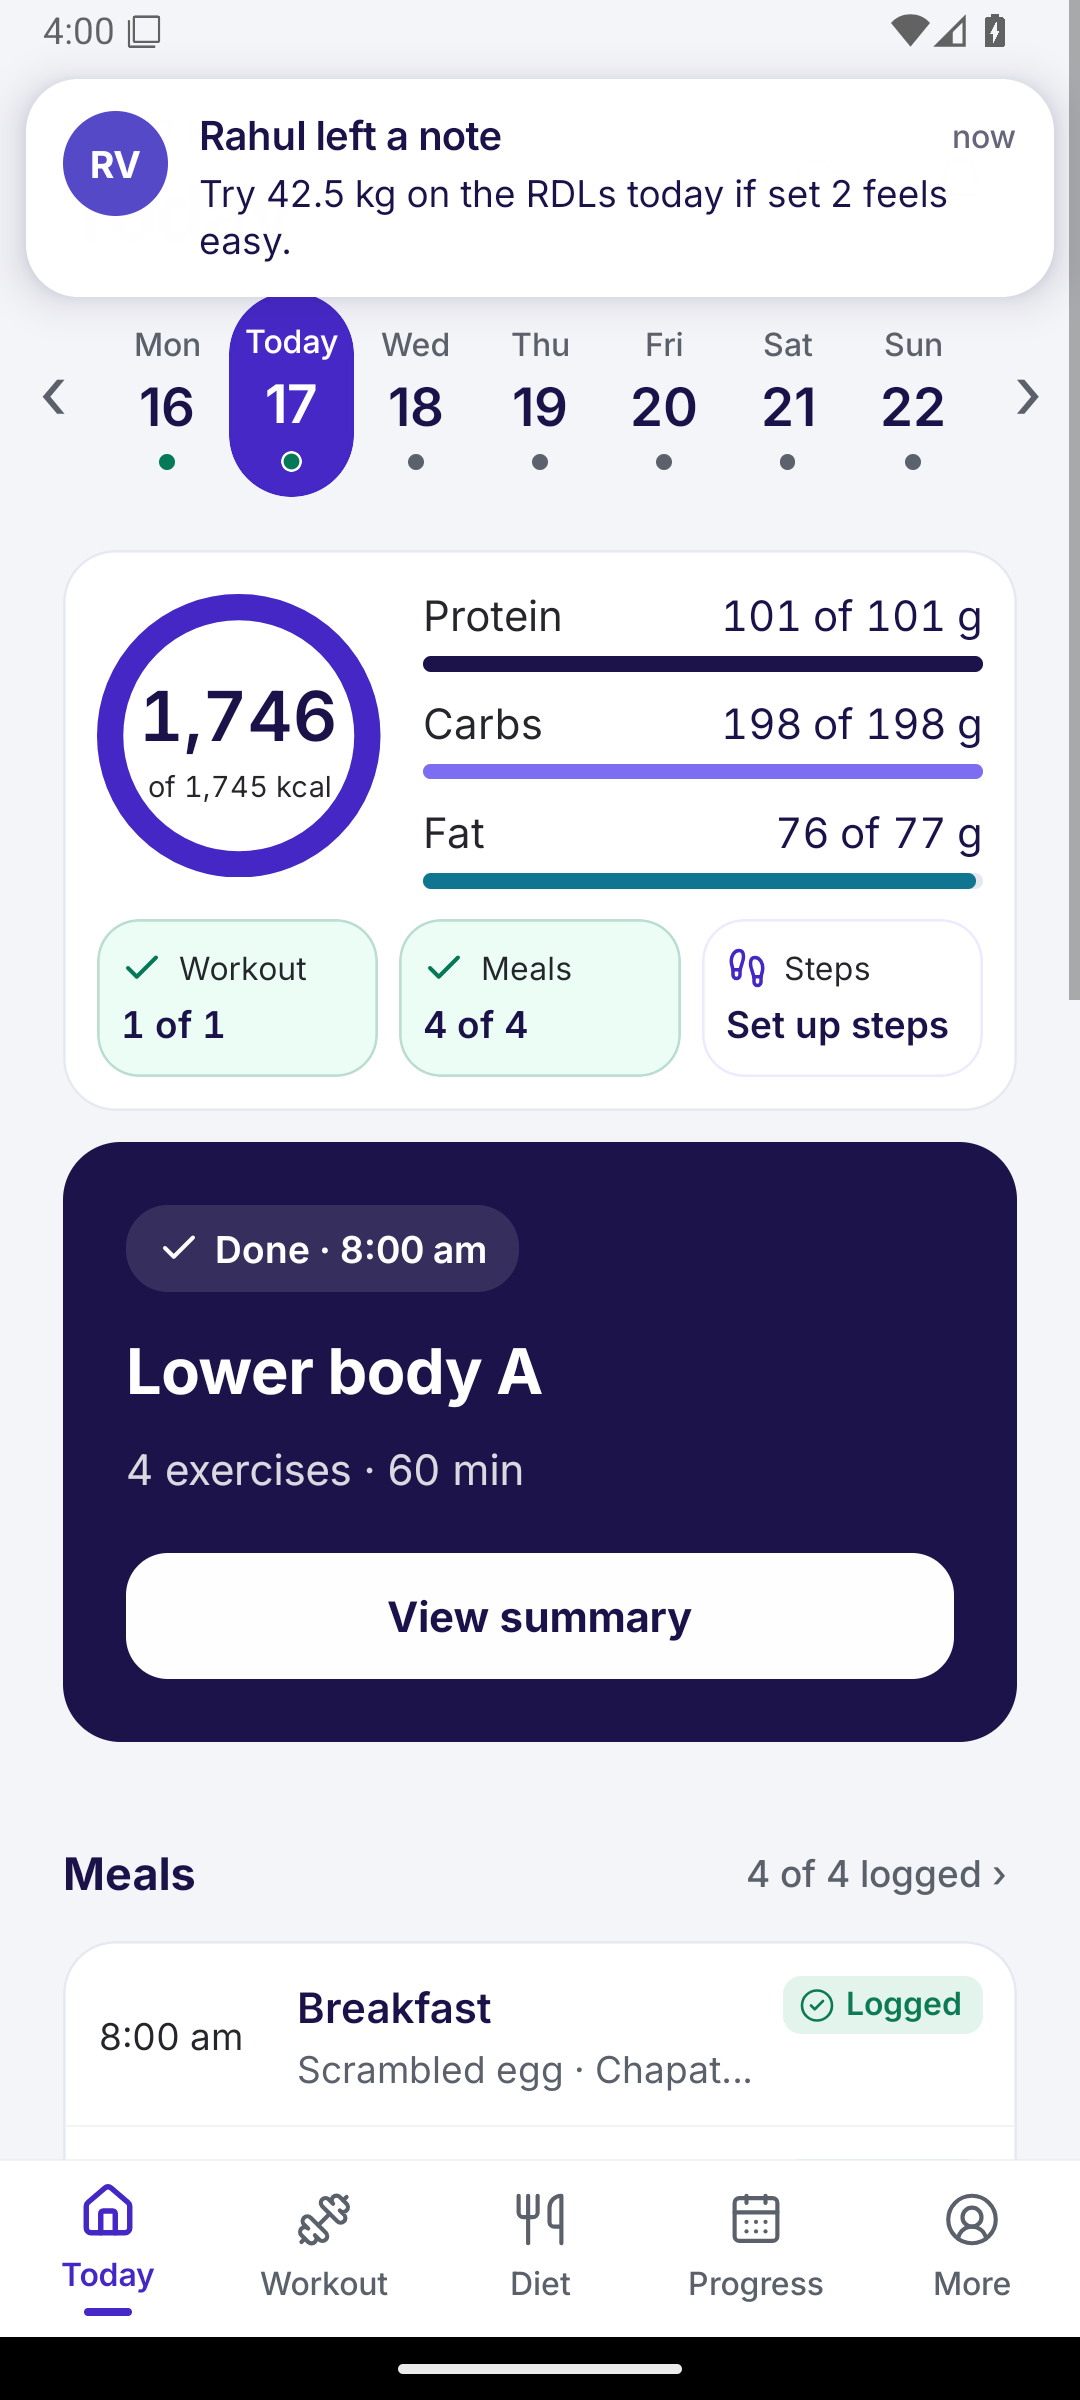 4:00
RV
Rahul left a note
now
Try 42.5 kg on the RDLs today if set 2 feels
easy.
Mon
Today
Wed
Thu
Fri
Sat
Sun
16
17
18
19
20
21
22
1,746
of 1,745 kcal
Protein
101 of 101 g
Carbs
198 of 198 g
Fat
76 of 77 g
Workout
1 of 1
Meals
4 of 4
Steps
Set up steps
Done · 8:00 am
Lower body A
4 exercises · 60 min
View summary
Meals
4 of 4 logged ›
8:00 am
Breakfast
Logged
Scrambled egg · Chapat...
Today
Workout
Diet
Progress
More